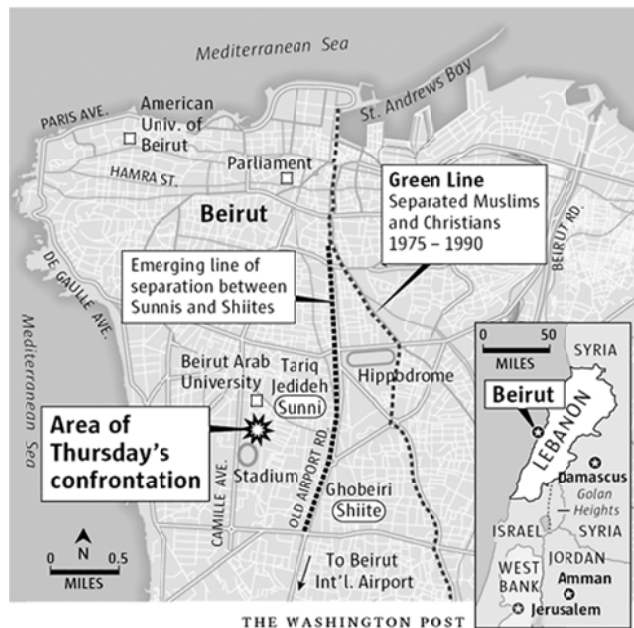 Mediterranean Sea
St. Andrews Bay
PARIS AVE.
American
Univ. of
Beirut
HAMRA ST.
Parliament
Beirut
Green Line
Separated Muslims
and Christians
1975 – 1990
BEIRUT RD.
DE GAULLE AVE.
Emerging line of
separation between
Sunnis and Shiites
Mediterranean Sea
Beirut Arab
University
Tariq
Jedideh
Sunni
Hippodrome
Area of
Thursday's
confrontation
Stadium
CAMILLE AVE.
OLD AIRPORT RD.
Ghobeiri
Shiite
N
0 0.5
MILES
To Beirut
Int'l. Airport
0 50
MILES
SYRIA
Beirut
LEBANON
Damascus
Golan
Heights
ISRAEL
SYRIA
WEST
BANK
JORDAN
Amman
Jerusalem
THE WASHINGTON POST